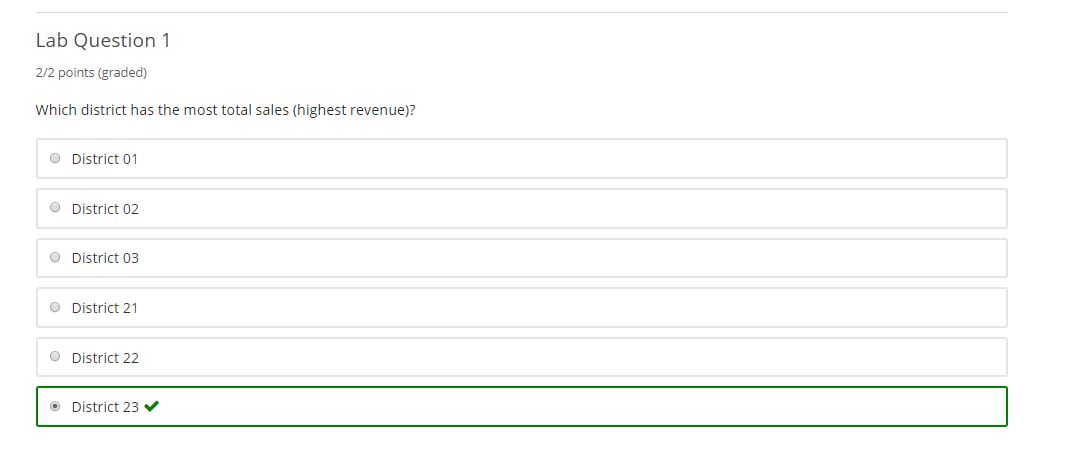 Lab Question 1
2/2 points (graded)
Which district has the most total sales (highest revenue)?
District 01
District 02
District 03
District 21
District 22
District 23